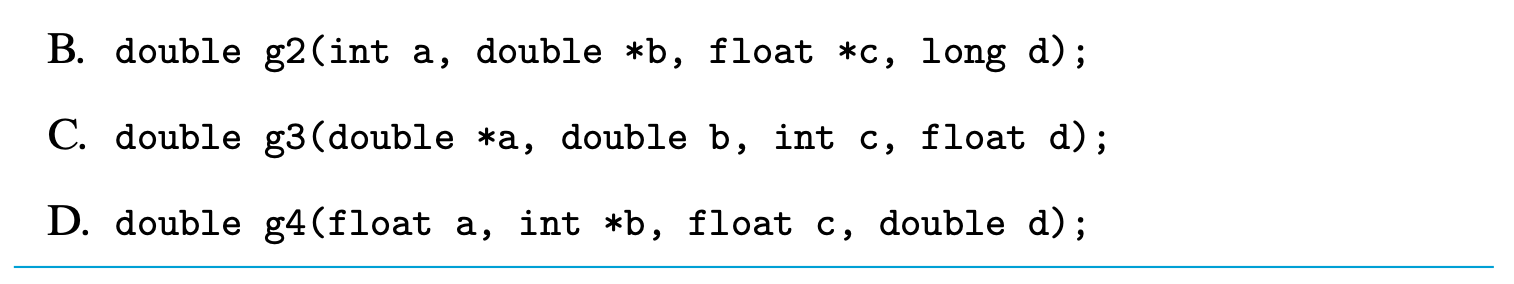 B. double g2(int a, double *b, float *c, long d);
C. double g3(double *a, double b, int c, float d);
D. double g4(float a, int *b, float c, double d);